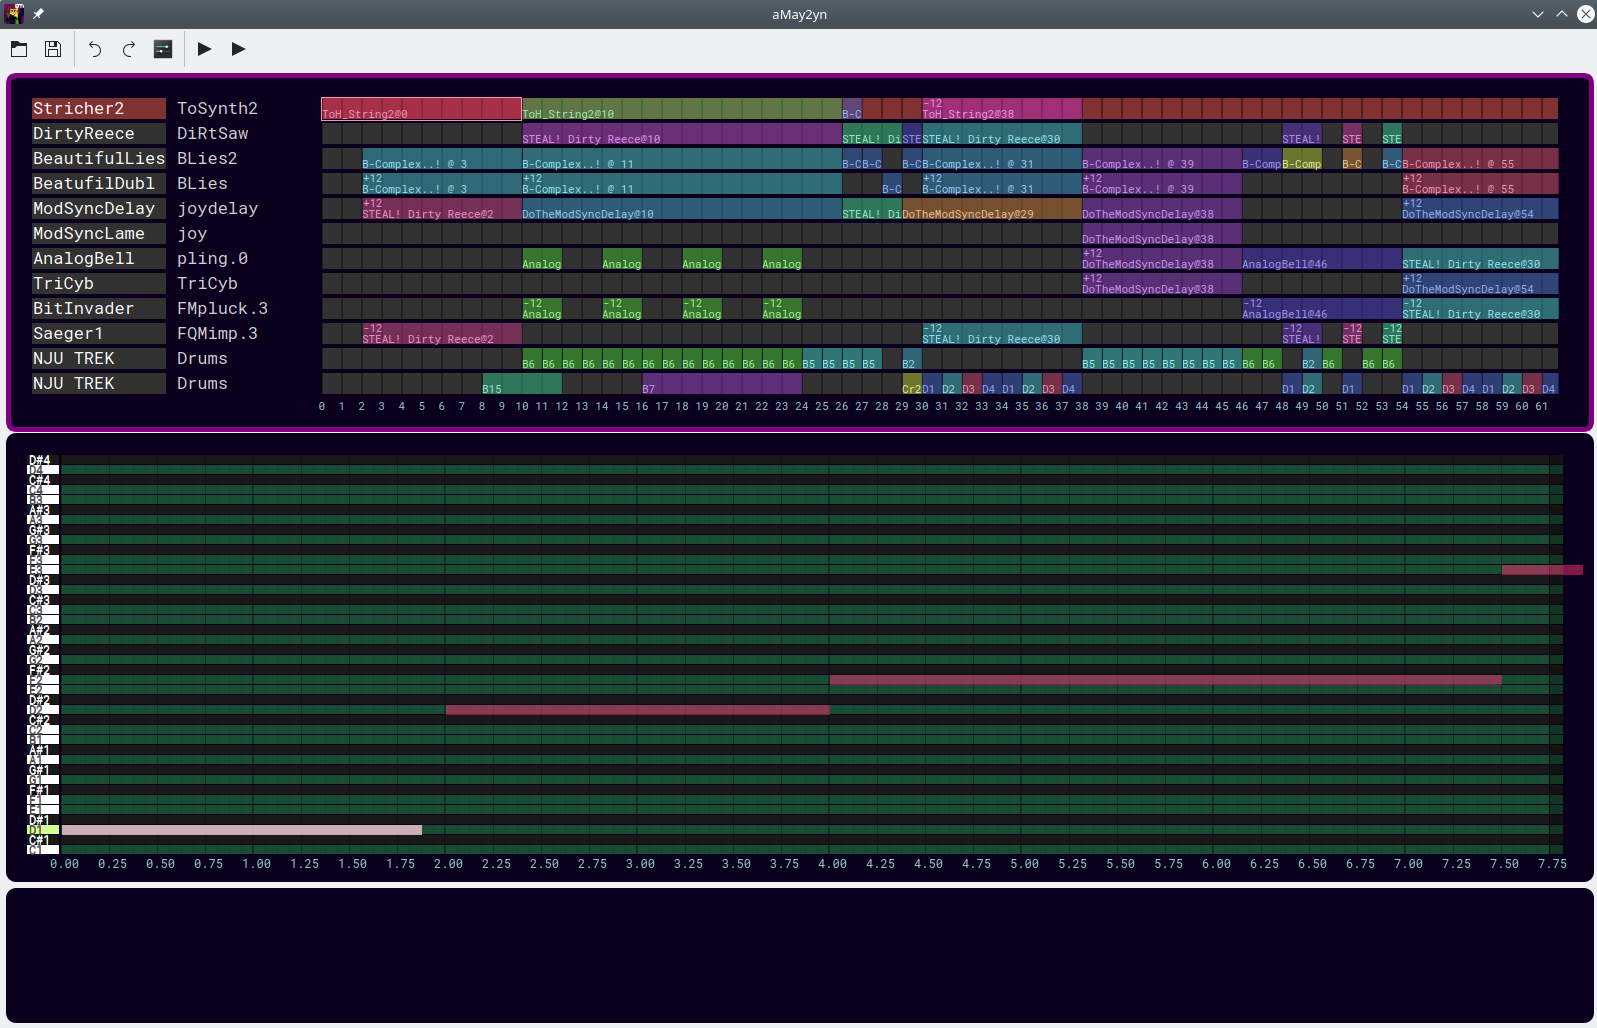 aMay2yn
Stricher2 ToSynth2 ToH_String2@0 ToH_String2@10 B-C -12 ToH_String2@38
DirtyReece DiRtSaw STEAL! Dirty Reece@10 STEAL! Di STE STEAL! Dirty Reece@30 STEAL! STE STE
BeautifulLies BLies2 B-Complex..! @ 3 B-Complex..! @ 11 B-C B-C B-C B-Complex..! @ 31 B-Complex..! @ 39 B-Comp B-Comp B-C B-C B-Complex..! @ 55
BeatufilDubl BLies +12 B-Complex..! @ 3 +12 B-Complex..! @ 11 B-C +12 B-Complex..! @ 31 +12 B-Complex..! @ 39 +12 B-Complex..! @ 55
ModSyncDelay joydelay +12 STEAL! Dirty Reece@2 DoTheModSyncDelay@10 STEAL! Di DoTheModSyncDelay@29 DoTheModSyncDelay@38 +12 DoTheModSyncDelay@54
ModSyncLame joy DoTheModSyncDelay@38
AnalogBell pling.0 Analog Analog Analog Analog +12 DoTheModSyncDelay@38 AnalogBell@46 STEAL! Dirty Reece@30
TriCyb TriCyb +12 DoTheModSyncDelay@38 +12 DoTheModSyncDelay@54
BitInvader FMpluck.3 -12 Analog -12 Analog -12 Analog -12 Analog -12 AnalogBell@46 -12 STEAL! Dirty Reece@30
Saeger1 FQMimp.3 -12 STEAL! Dirty Reece@2 -12 STEAL! Dirty Reece@30 -12 STEAL! -12 STE -12 STE
NJU TREK Drums B6 B6 B6 B6 B6 B6 B6 B6 B6 B6 B6 B6 B6 B6 B5 B5 B5 B5 B2 B5 B5 B5 B5 B5 B5 B5 B5 B6 B6 B2 B6 B6 B6
NJU TREK Drums B15 B7 Cr2 D1 D2 D3 D4 D1 D2 D3 D4 D1 D2 D1 D1 D2 D3 D4 D1 D2 D3 D4
0 1 2 3 4 5 6 7 8 9 10 11 12 13 14 15 16 17 18 19 20 21 22 23 24 25 26 27 28 29 30 31 32 33 34 35 36 37 38 39 40 41 42 43 44 45 46 47 48 49 50 51 52 53 54 55 56 57 58 59 60 61
D#4
D4
C#4
C4
B3
A#3
A3
G#3
G3
F#3
F3
E3
D#3
D3
C#3
C3
B2
A#2
A2
G#2
G2
F#2
F2
E2
D#2
D2
C#2
C2
B1
A#1
A1
G#1
G1
F#1
F1
E1
D#1
D1
C#1
C1
0.00 0.25 0.50 0.75 1.00 1.25 1.50 1.75 2.00 2.25 2.50 2.75 3.00 3.25 3.50 3.75 4.00 4.25 4.50 4.75 5.00 5.25 5.50 5.75 6.00 6.25 6.50 6.75 7.00 7.25 7.50 7.75